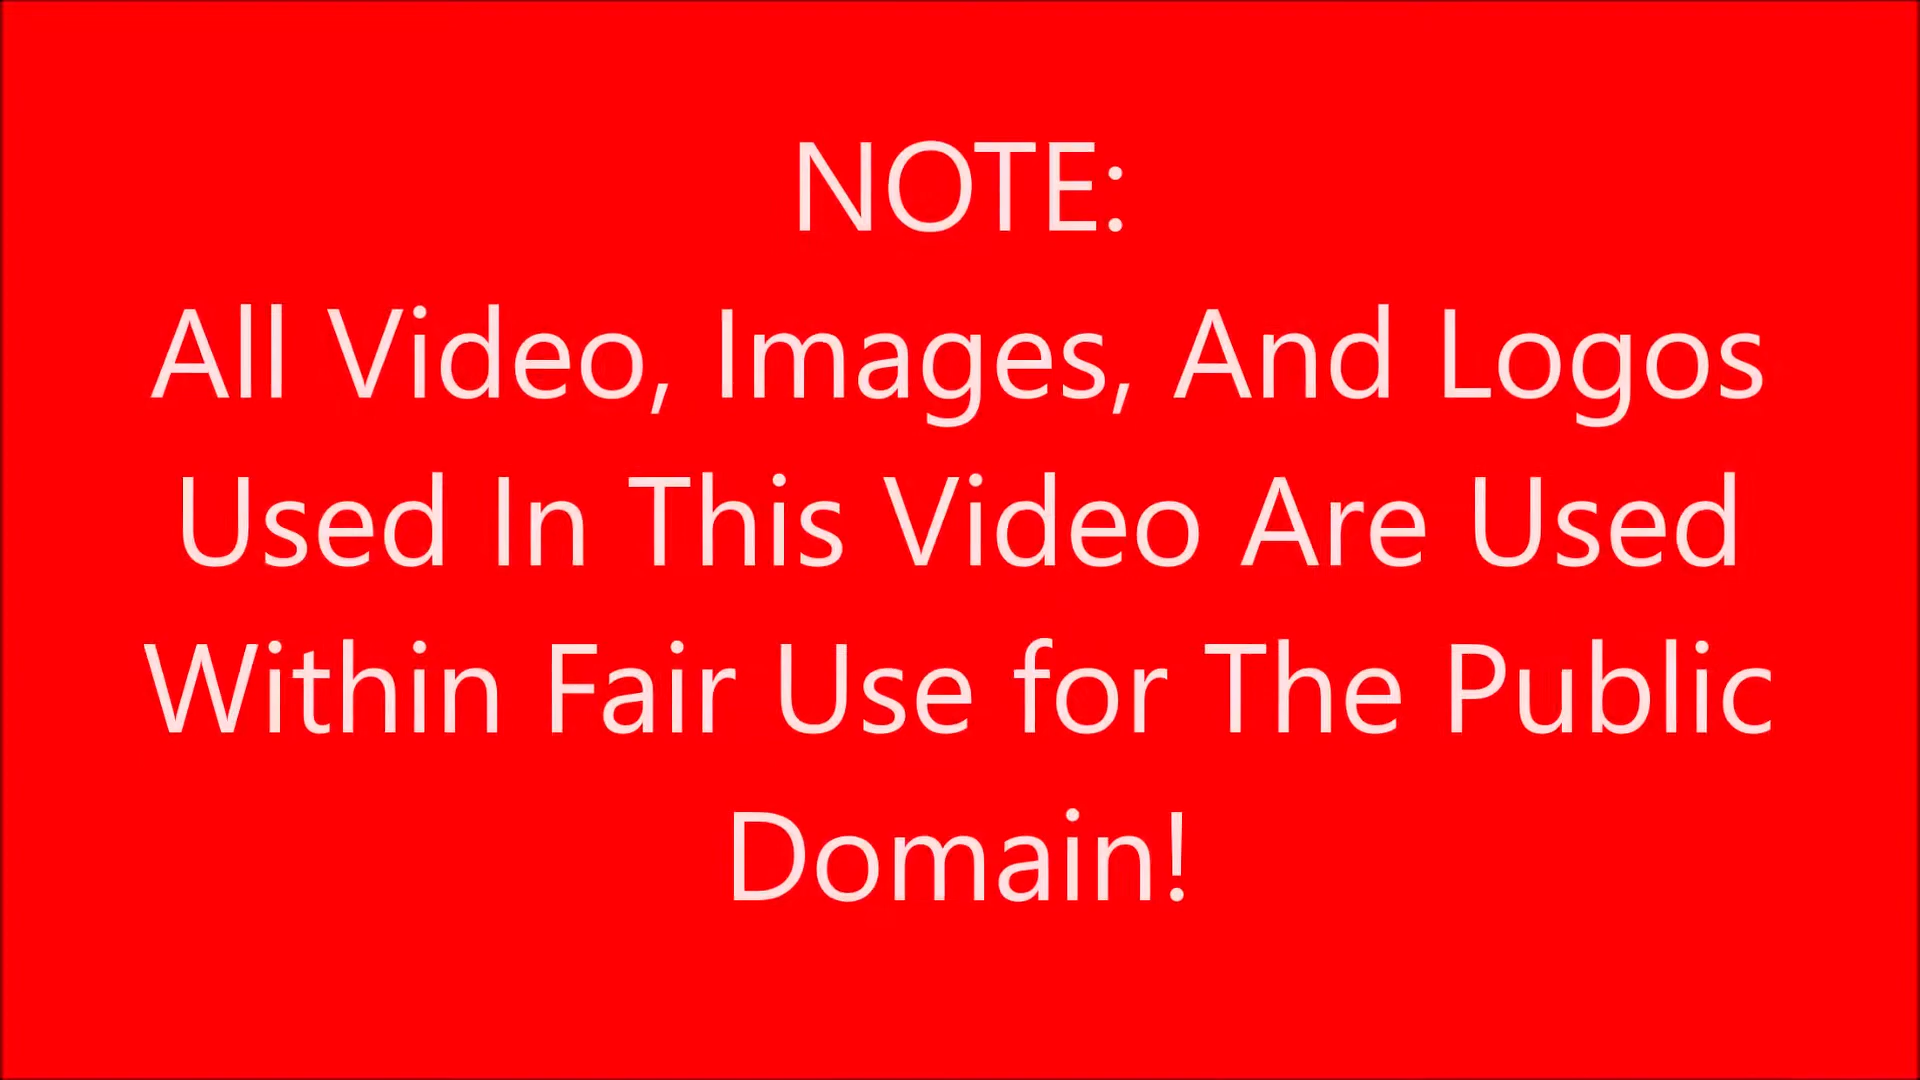 NOTE:
All Video, Images, And Logos
Used In This Video Are Used
Within Fair Use for The Public
Domain!